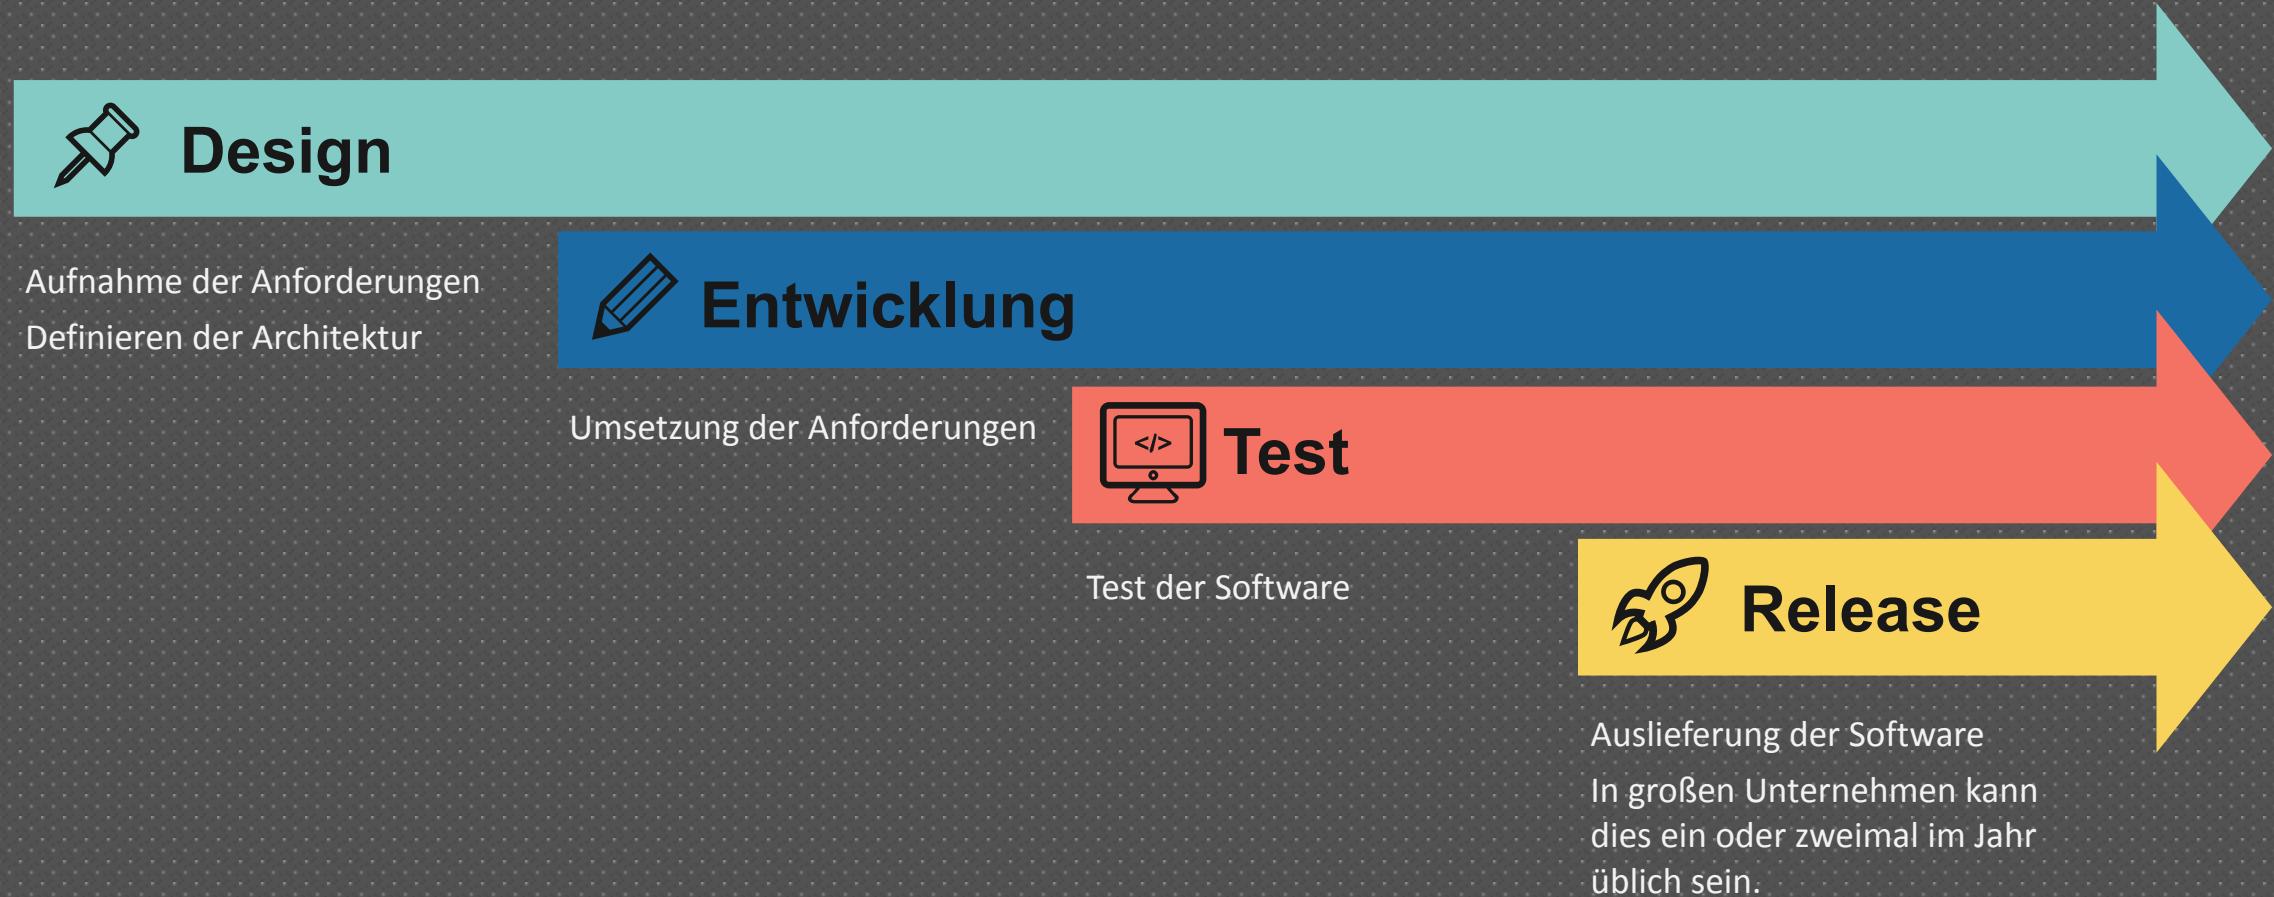 Design
Aufnahme der Anforderungen
Definieren der Architektur
Entwicklung
Umsetzung der Anforderungen
</>
Test
Test der Software
Release
Auslieferung der Software
In großen Unternehmen kann
dies ein oder zweimal im Jahr
üblich sein.